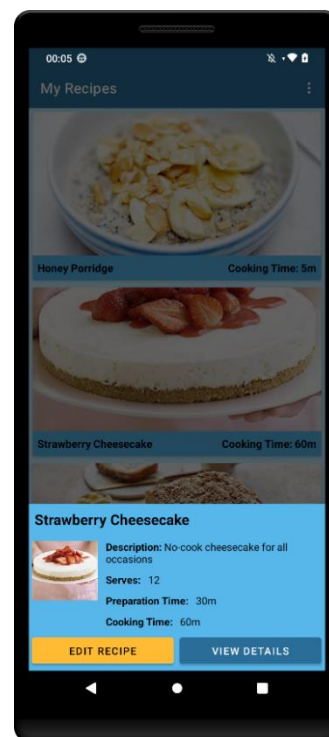 00:05
My Recipes
Honey Porridge Cooking Time: 5m
Strawberry Cheesecake Cooking Time: 60m
Strawberry Cheesecake
Description: No-cook cheesecake for all
occasions
Serves: 12
Preparation Time: 30m
Cooking Time: 60m
EDIT RECIPE VIEW DETAILS